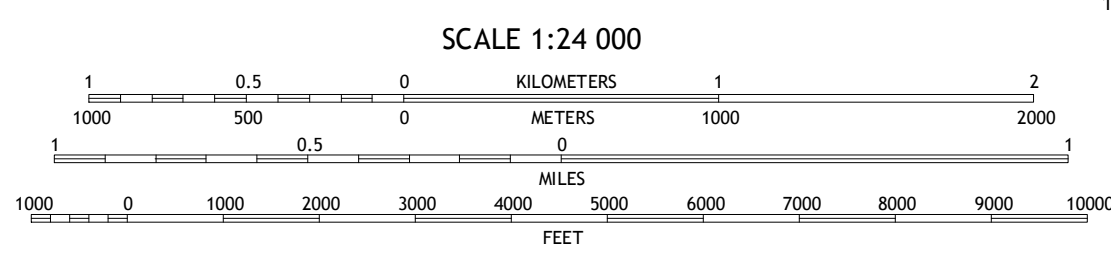 SCALE 1:24 000
1 0.5 0 KILOMETERS 1 2
1000 500 0 METERS 1000 2000
1 0.5 0 1
MILES
1000 0 1000 2000 3000 4000 5000 6000 7000 8000 9000 10000
FEET